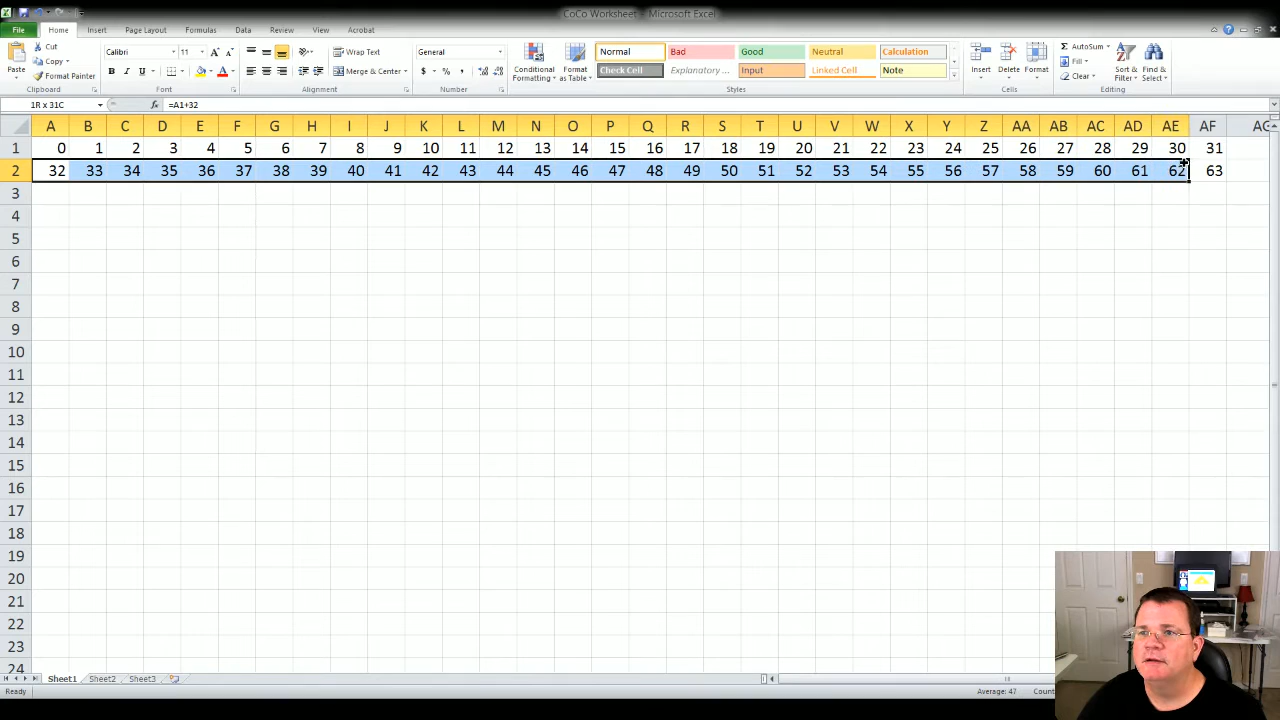 CoCo Worksheet - Microsoft Excel
File Home Insert Page Layout Formulas Data Review View Acrobat
Cut Calibri 11 A A Wrap Text General Normal Bad Good Neutral Calculation Σ AutoSum
Copy Fill
Paste Format Painter B I U A Merge & Center $ % , Conditional Formatting Format as Table Check Cell Explanatory ... Input Linked Cell Note Insert Delete Format Clear Sort & Filter Find & Select
Clipboard Font Alignment Number Styles Cells Editing
1R x 31C fx =A1+32
A B C D E F G H I J K L M N O P Q R S T U V W X Y Z AA AB AC AD AE AF AG
1 0 1 2 3 4 5 6 7 8 9 10 11 12 13 14 15 16 17 18 19 20 21 22 23 24 25 26 27 28 29 30 31
2 32 33 34 35 36 37 38 39 40 41 42 43 44 45 46 47 48 49 50 51 52 53 54 55 56 57 58 59 60 61 62 63
3
4
5
6
7
8
9
10
11
12
13
14
15
16
17
18
19
20
21
22
23
24
Sheet1 Sheet2 Sheet3
Ready Average: 47 Count